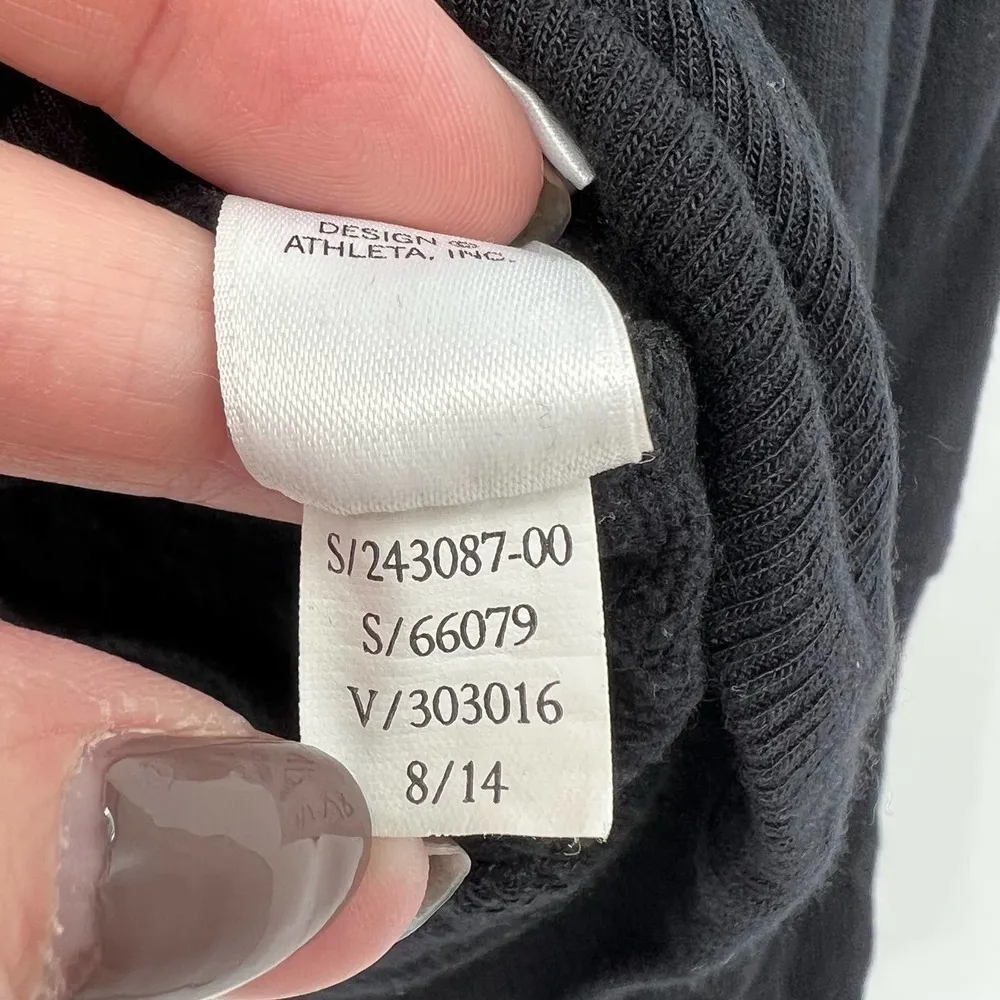 DESIGN ©
ATHLETA, INC.
S/243087-00
S/66079
V/303016
8/14